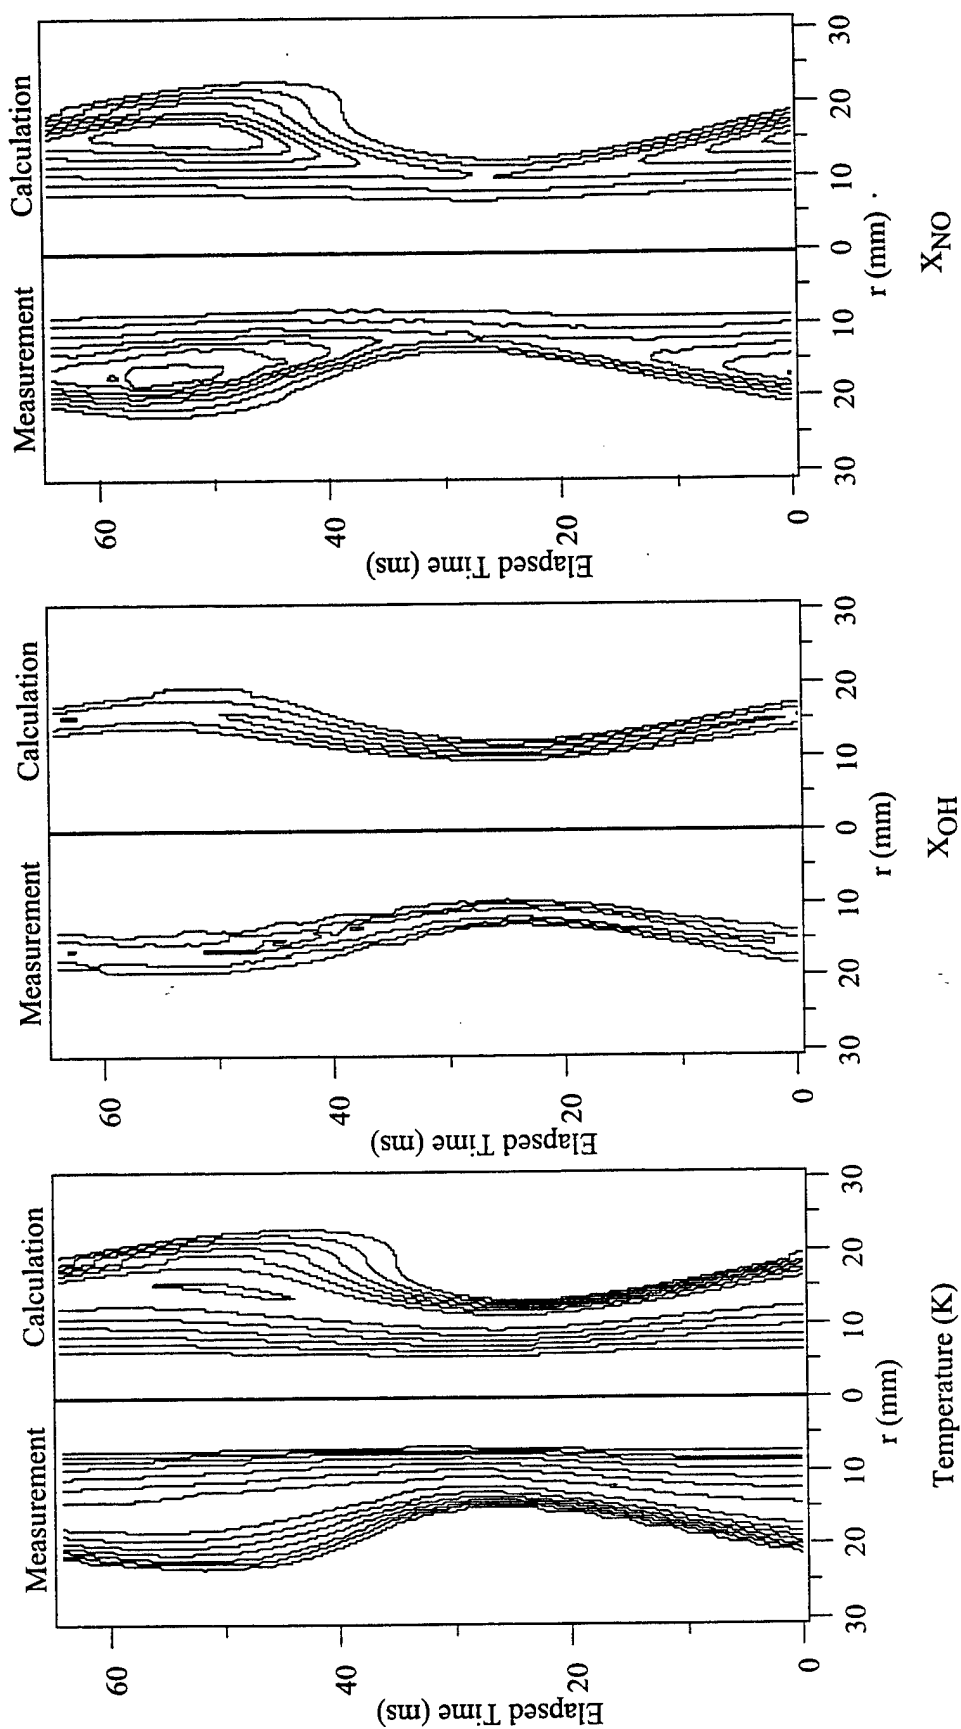 Measurement Calculation
Elapsed Time (ms)
60
40
20
0
30 20 10 0 10 20 30
r (mm)
Temperature (K)
Measurement Calculation
Elapsed Time (ms)
60
40
20
0
30 20 10 0 10 20 30
r (mm)
XOH
Measurement Calculation
Elapsed Time (ms)
60
40
20
0
30 20 10 0 10 20 30
r (mm)
XNO